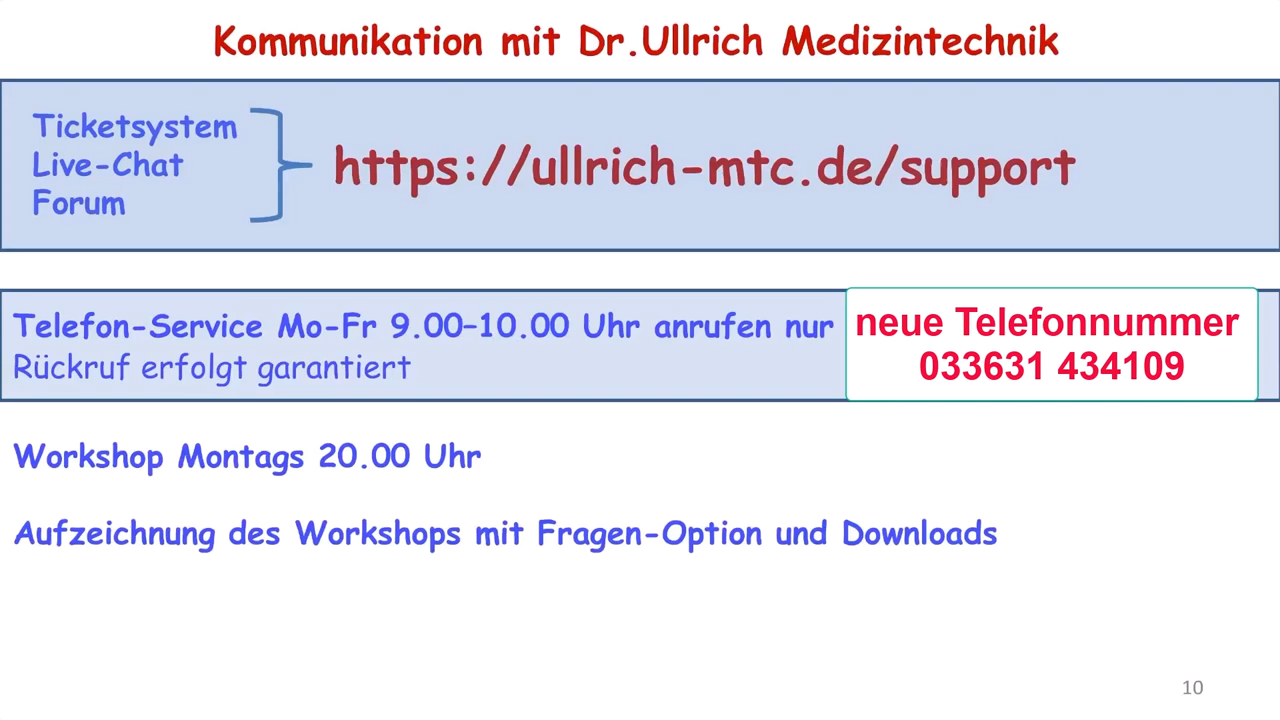 Kommunikation mit Dr.Ullrich Medizintechnik
Ticketsystem
Live-Chat
Forum
https://ullrich-mtc.de/support
Telefon-Service Mo-Fr 9.00–10.00 Uhr anrufen nur
Rückruf erfolgt garantiert
neue Telefonnummer
033631 434109
Workshop Montags 20.00 Uhr
Aufzeichnung des Workshops mit Fragen-Option und Downloads
10